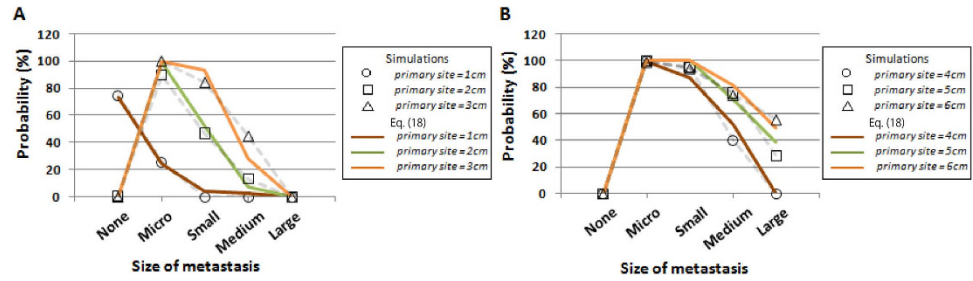 A
Probability (%)
120
100
80
60
40
20
0
None
Micro
Small
Medium
Large
Size of metastasis
Simulations
primary site = 1cm
primary site = 2cm
primary site = 3cm
Eq. (18)
primary site = 1cm
primary site = 2cm
primary site = 3cm
B
Probability (%)
120
100
80
60
40
20
0
None
Micro
Small
Medium
Large
Size of metastasis
Simulations
primary site = 4cm
primary site = 5cm
primary site = 6cm
Eq. (18)
primary site = 4cm
primary site = 5cm
primary site = 6cm